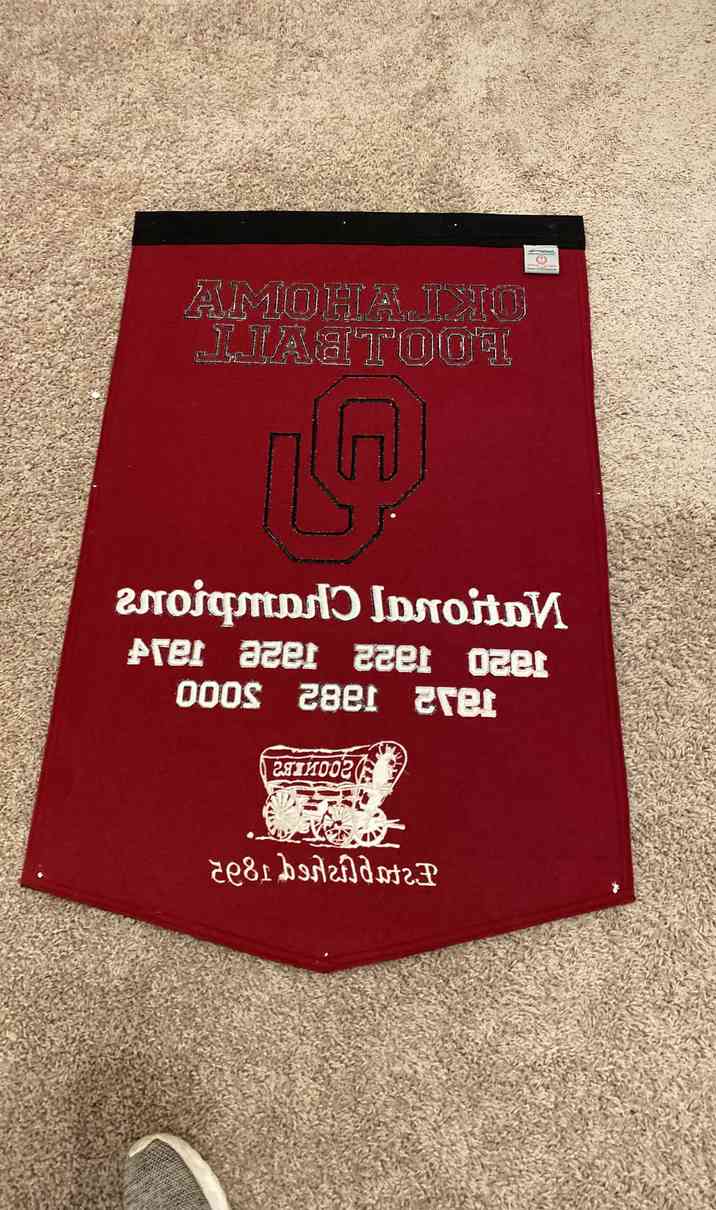 OKLAHOMA
FOOTBALL
OU
National Champions
1950 1955 1956 1974
1975 1985 2000
SOONERS
Established 1895